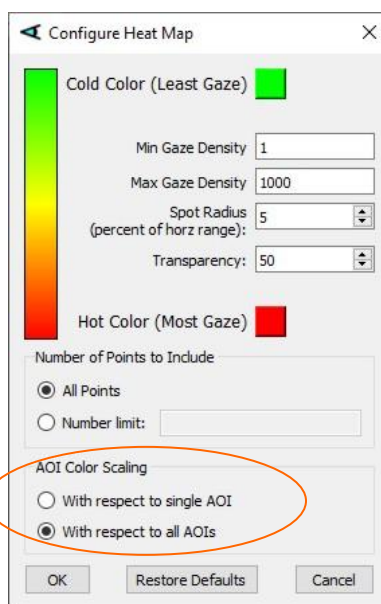 Configure Heat Map
Cold Color (Least Gaze)
Min Gaze Density 1
Max Gaze Density 1000
Spot Radius
(percent of horz range): 5
Transparency: 50
Hot Color (Most Gaze)
Number of Points to Include
All Points
Number limit:
AOI Color Scaling
With respect to single AOI
With respect to all AOIs
OK Restore Defaults Cancel